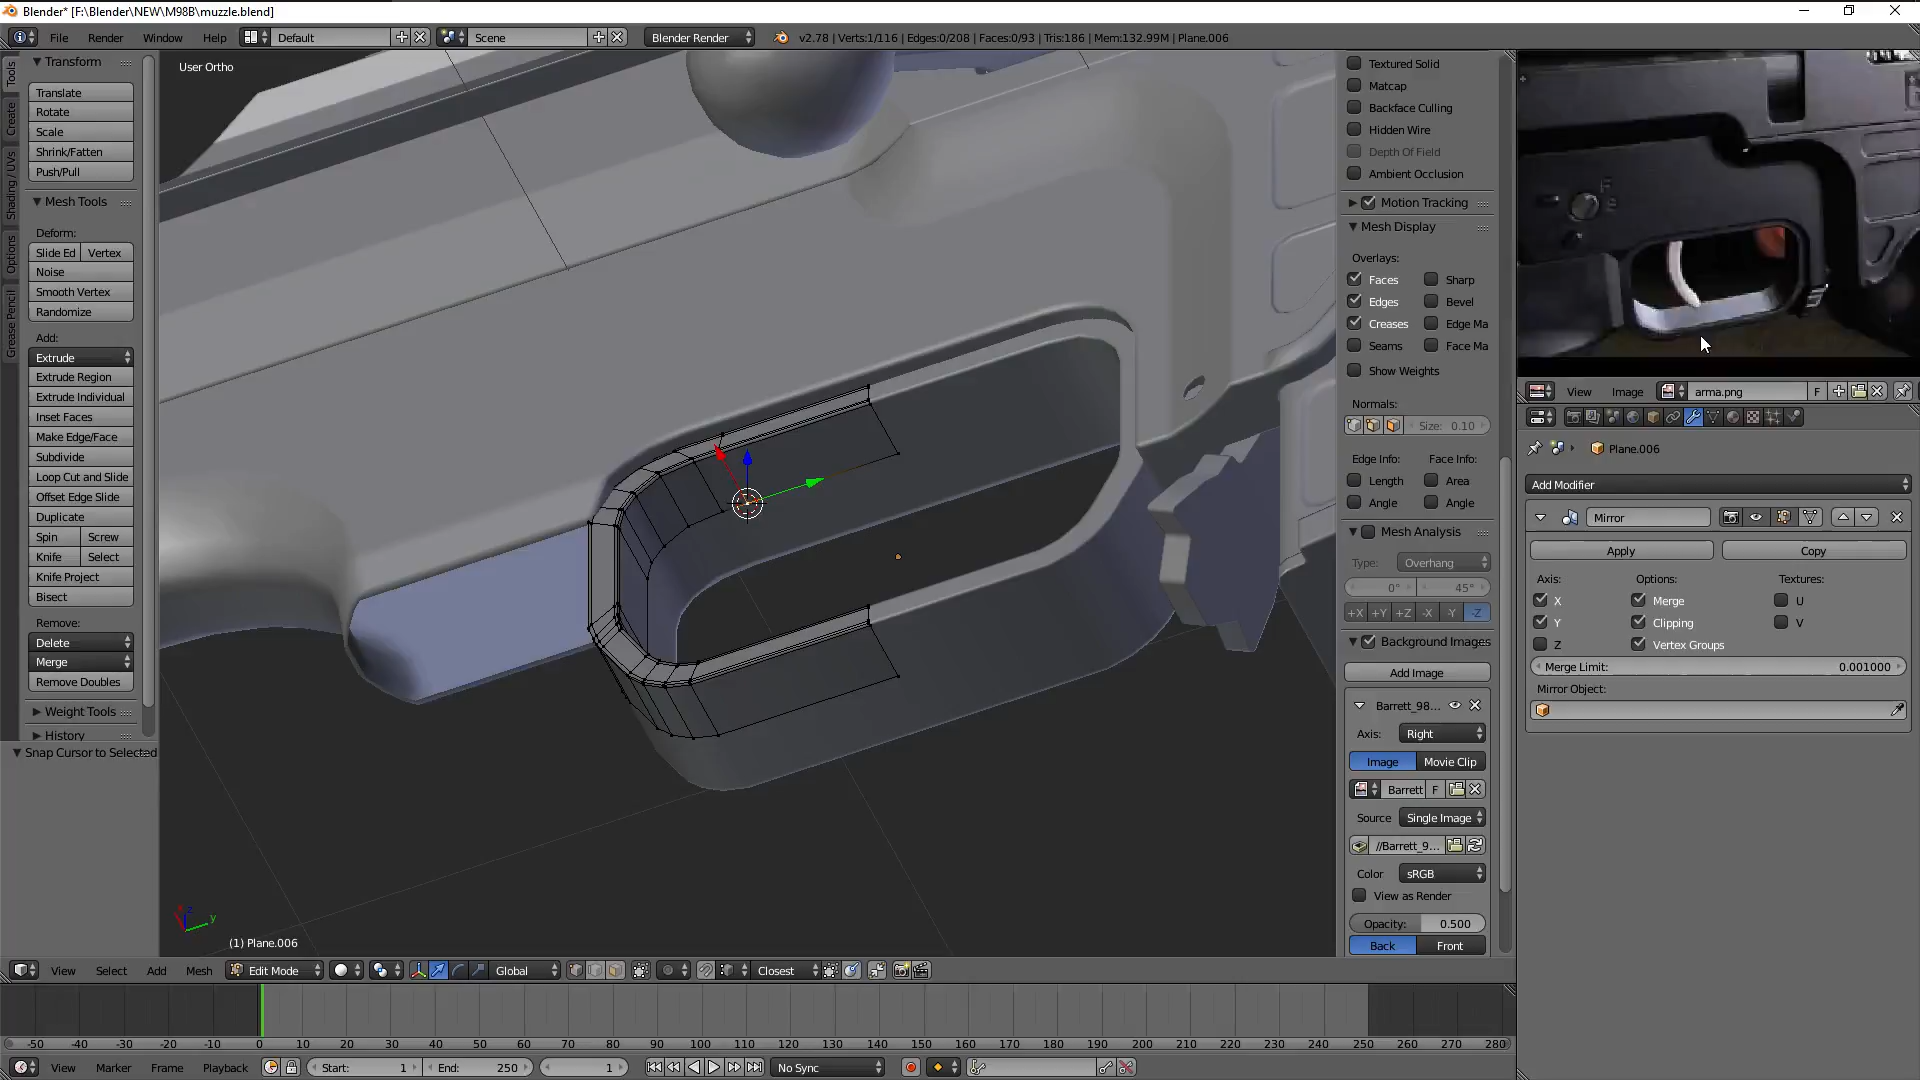 Blender* [F:\Blender\NEW\M98B\muzzle.blend]
File Render Window Help Default Scene Blender Render v2.78 | Verts:1/116 | Edges:0/208 | Faces:0/93 | Tris:186 | Mem:132.99M | Plane.006
User Ortho
Tools
Create
Shading / UVs
Options
Grease Pencil
Transform
Translate
Rotate
Scale
Shrink/Fatten
Push/Pull
Mesh Tools
Deform:
Slide Ed Vertex
Noise
Smooth Vertex
Randomize
Add:
Extrude
Extrude Region
Extrude Individual
Inset Faces
Make Edge/Face
Subdivide
Loop Cut and Slide
Offset Edge Slide
Duplicate
Spin Screw
Knife Select
Knife Project
Bisect
Remove:
Delete
Merge
Remove Doubles
Weight Tools
History
Snap Cursor to Selected
x z y
(1) Plane.006
Textured Solid
Matcap
Backface Culling
Hidden Wire
Depth Of Field
Ambient Occlusion
Motion Tracking
Mesh Display
Overlays:
Faces Sharp
Edges Bevel
Creases Edge Ma
Seams Face Ma
Show Weights
Normals:
Size: 0.10
Edge Info: Face Info:
Length Area
Angle Angle
Mesh Analysis
Type: Overhang
0° 45°
+X +Y +Z -X -Y -Z
Background Images
Add Image
Barrett_98...
Axis: Right
Image Movie Clip
Barrett F
Source Single Image
//Barrett_9...
Color sRGB
View as Render
Opacity: 0.500
Back Front
F
S
View Image arma.png F
Plane.006
Add Modifier
Mirror
Apply Copy
Axis: Options: Textures:
X Merge U
Y Clipping V
Z Vertex Groups
Merge Limit: 0.001000
Mirror Object:
View Select Add Mesh Edit Mode Global Closest
-50 -40 -30 -20 -10 0 10 20 30 40 50 60 70 80 90 100 110 120 130 140 150 160 170 180 190 200 210 220 230 240 250 260 270 280
View Marker Frame Playback Start: 1 End: 250 1 No Sync